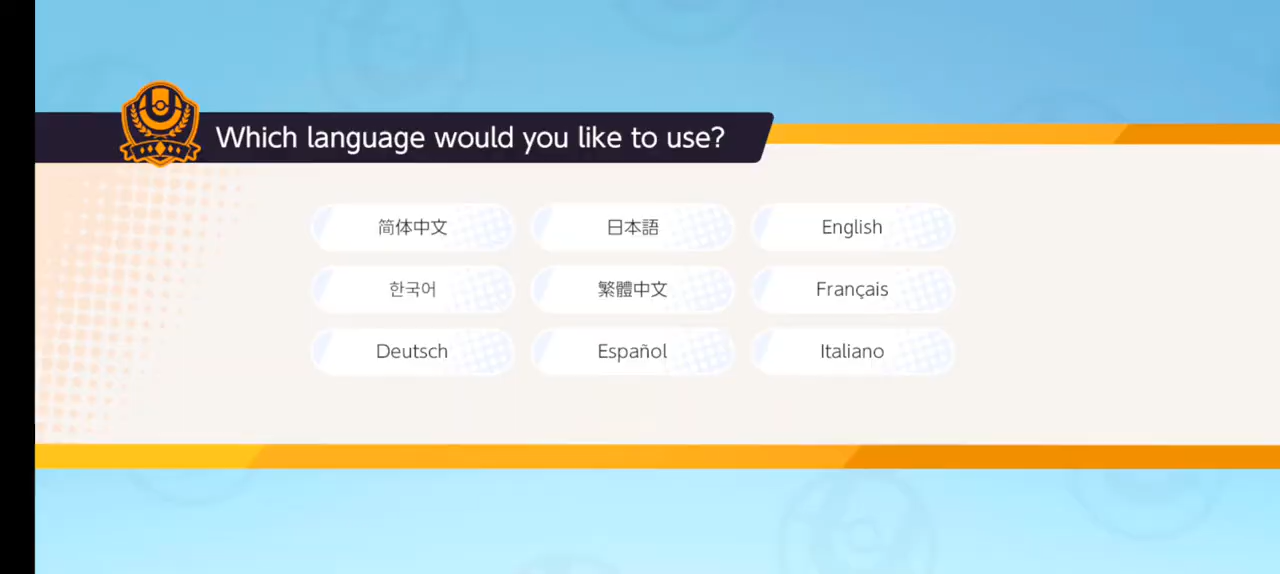 Which language would you like to use?
简体中文 日本語 English
한국어 繁體中文 Français
Deutsch Español Italiano